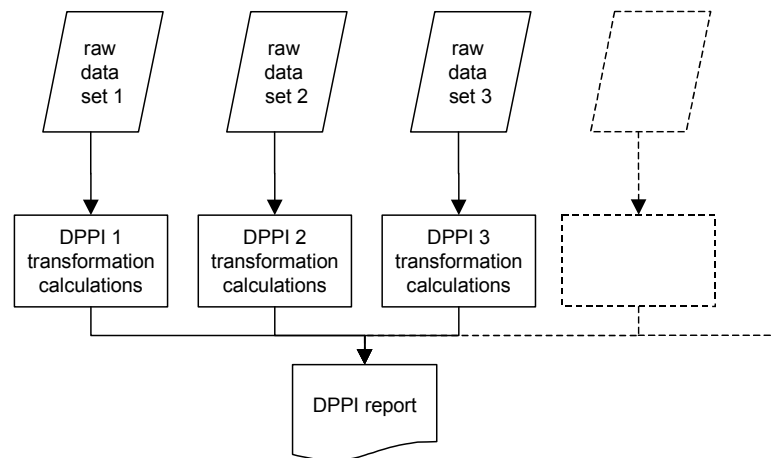 raw
data
set 1
raw
data
set 2
raw
data
set 3
DPPI 1
transformation
calculations
DPPI 2
transformation
calculations
DPPI 3
transformation
calculations
DPPI report